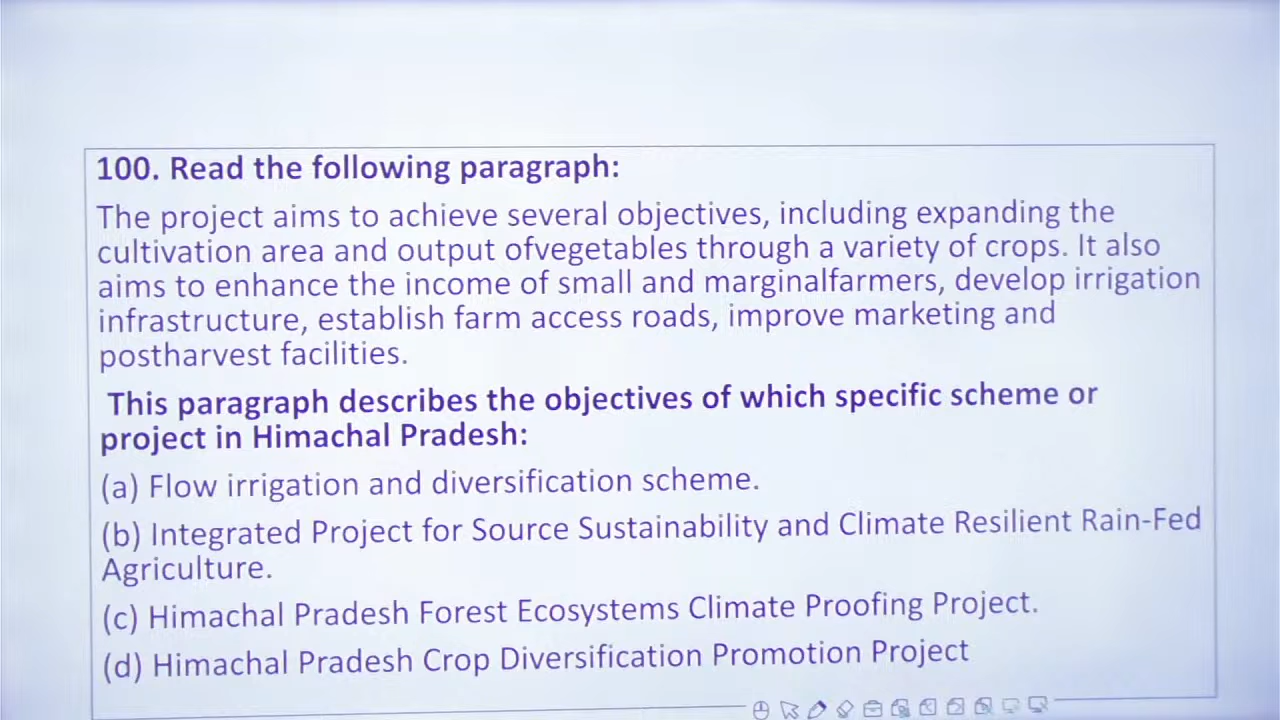 100. Read the following paragraph:
The project aims to achieve several objectives, including expanding the
cultivation area and output ofvegetables through a variety of crops. It also
aims to enhance the income of small and marginalfarmers, develop irrigation
infrastructure, establish farm access roads, improve marketing and
postharvest facilities.
This paragraph describes the objectives of which specific scheme or
project in Himachal Pradesh:
(a) Flow irrigation and diversification scheme.
(b) Integrated Project for Source Sustainability and Climate Resilient Rain-Fed
Agriculture.
(c) Himachal Pradesh Forest Ecosystems Climate Proofing Project.
(d) Himachal Pradesh Crop Diversification Promotion Project